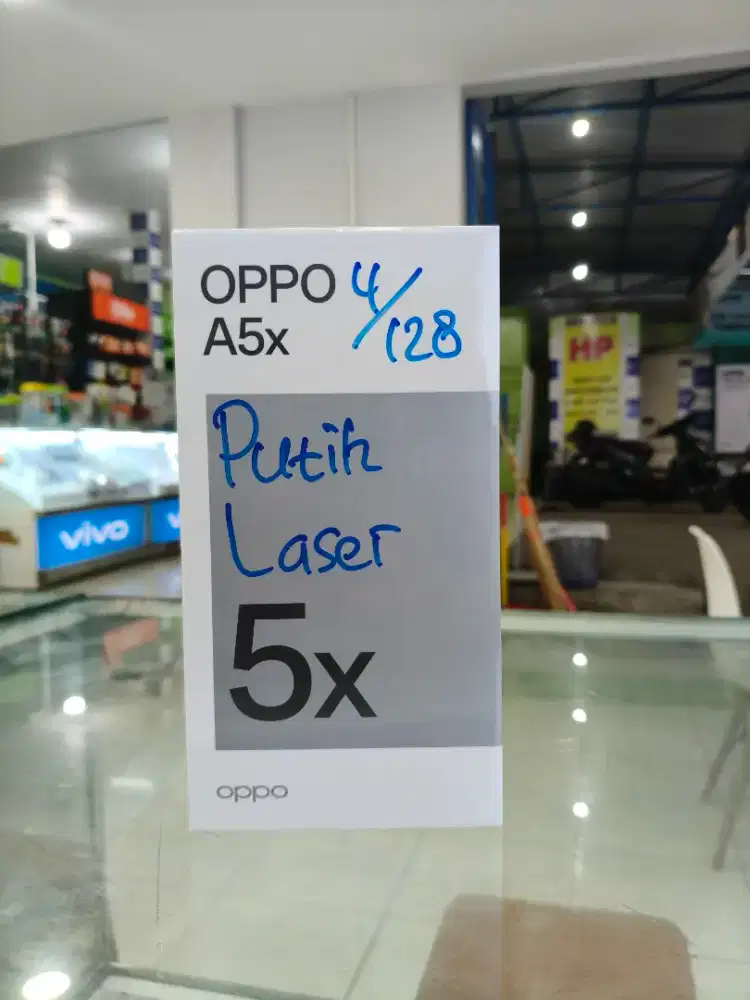 OPPO 4/128
A5x
Putih
Laser
5x
oppo
vivo
HP